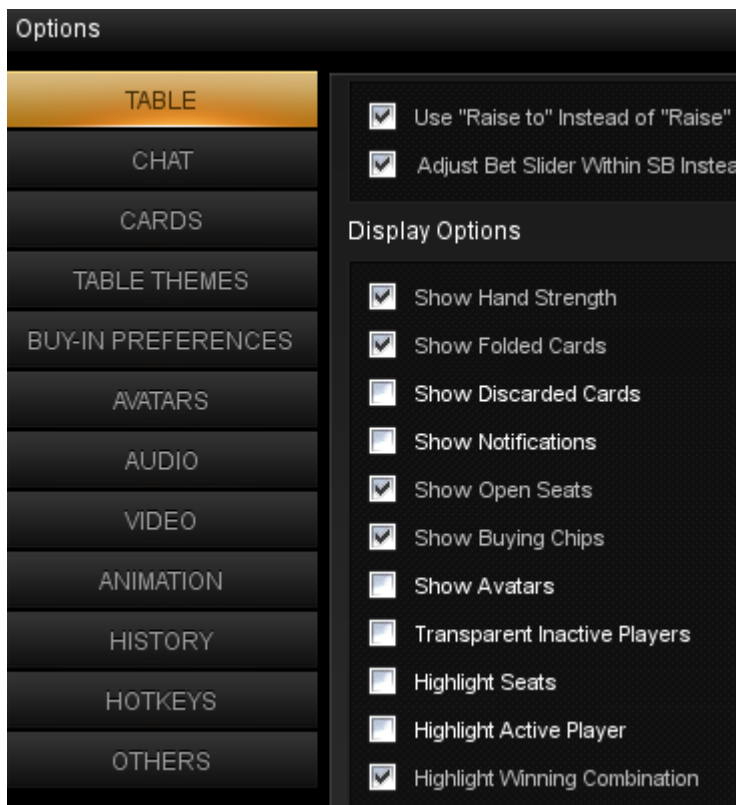 Options
TABLE
CHAT
CARDS
TABLE THEMES
BUY-IN PREFERENCES
AVATARS
AUDIO
VIDEO
ANIMATION
HISTORY
HOTKEYS
OTHERS
Use "Raise to" Instead of "Raise"
Adjust Bet Slider Within SB
Display Options
Show Hand Strength
Show Folded Cards
Show Discarded Cards
Show Notifications
Show Open Seats
Show Buying Chips
Show Avatars
Transparent Inactive Players
Highlight Seats
Highlight Active Player
Highlight Winning Combination